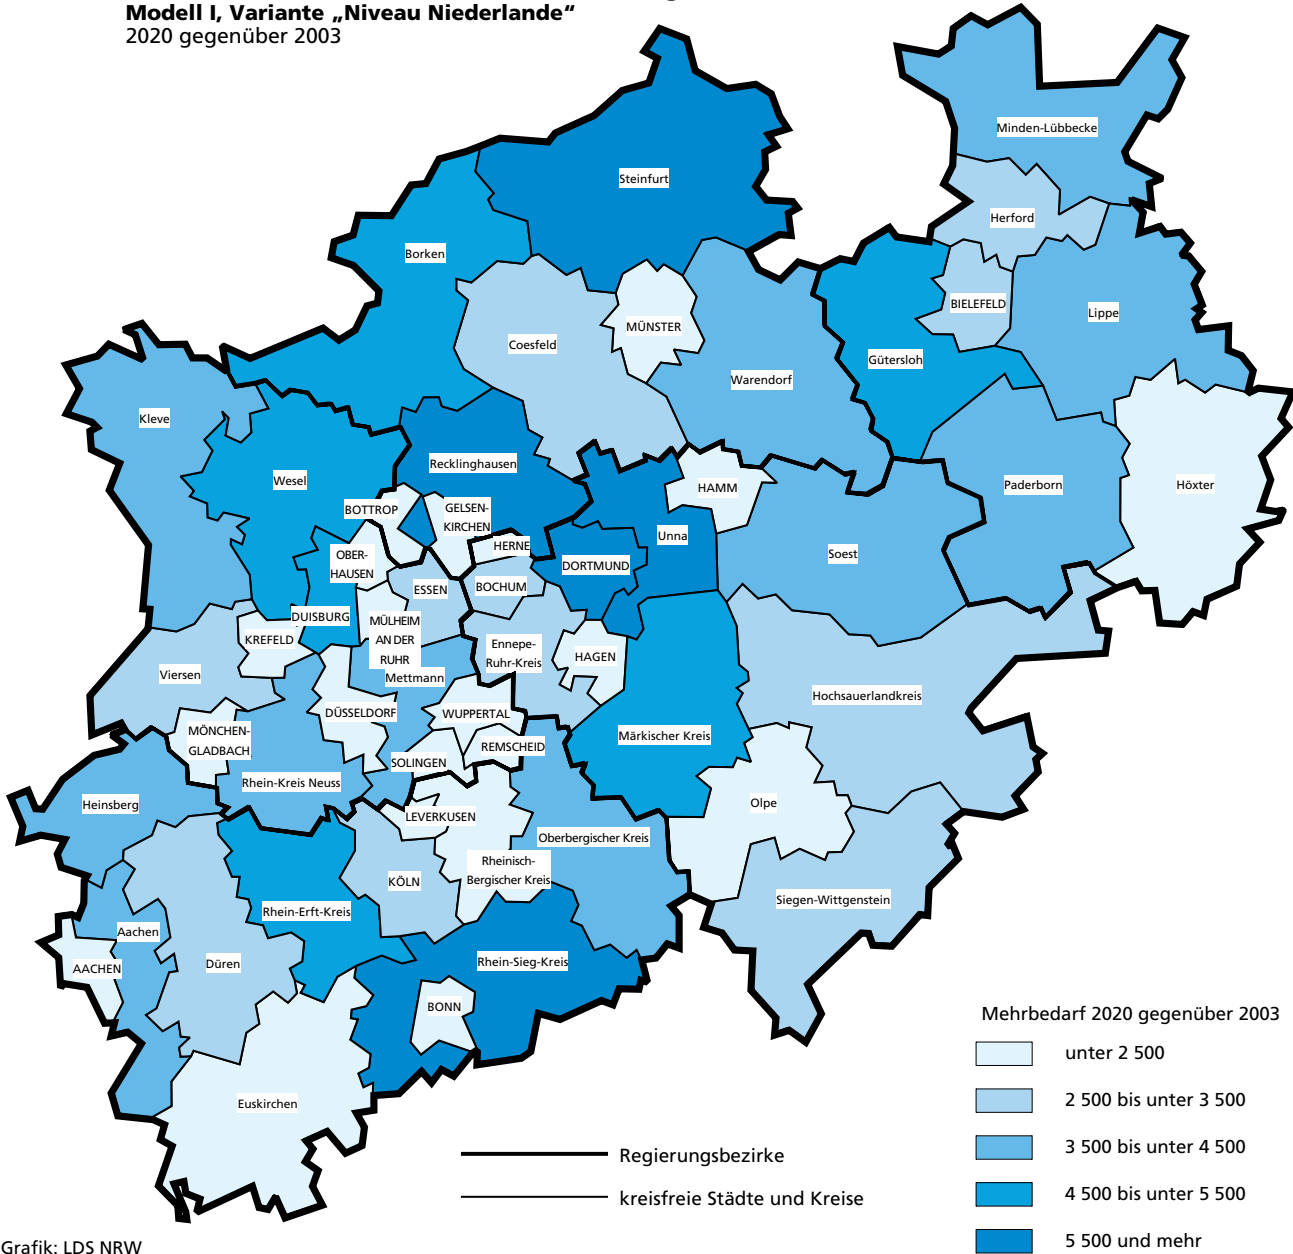 Modell I, Variante „Niveau Niederlande“
2020 gegenüber 2003
Minden-Lübbecke
Steinfurt
Herford
Borken
BIELEFELD
Lippe
MÜNSTER
Coesfeld
Gütersloh
Warendorf
Kleve
Recklinghausen
Wesel
HAMM
Paderborn
Höxter
BOTTROP
GELSEN-
KIRCHEN
Unna
HERNE
Soest
OBER-
HAUSEN
DORTMUND
ESSEN
BOCHUM
DUISBURG
MÜLHEIM
AN DER
RUHR
KREFELD
Ennepe-
Ruhr-Kreis
HAGEN
Viersen
Mettmann
Hochsauerlandkreis
DÜSSELDORF
WUPPERTAL
MÖNCHEN-
GLADBACH
Märkischer Kreis
REMSCHEID
SOLINGEN
Rhein-Kreis Neuss
Heinsberg
Olpe
LEVERKUSEN
Oberbergischer Kreis
Rheinisch-
Bergischer Kreis
KÖLN
Siegen-Wittgenstein
Rhein-Erft-Kreis
Aachen
Rhein-Sieg-Kreis
Düren
AACHEN
BONN
Euskirchen
Mehrbedarf 2020 gegenüber 2003
unter 2 500
2 500 bis unter 3 500
3 500 bis unter 4 500
4 500 bis unter 5 500
5 500 und mehr
Regierungsbezirke
kreisfreie Städte und Kreise
Grafik: LDS NRW